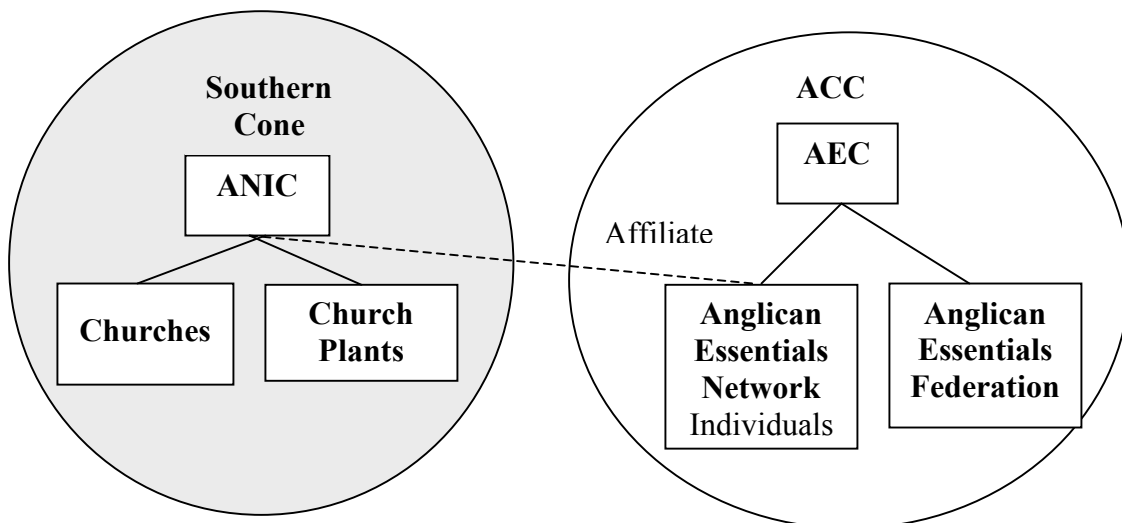 Southern
Cone
ANIC
Churches
Church
Plants
Affiliate
ACC
AEC
Anglican
Essentials
Network
Individuals
Anglican
Essentials
Federation